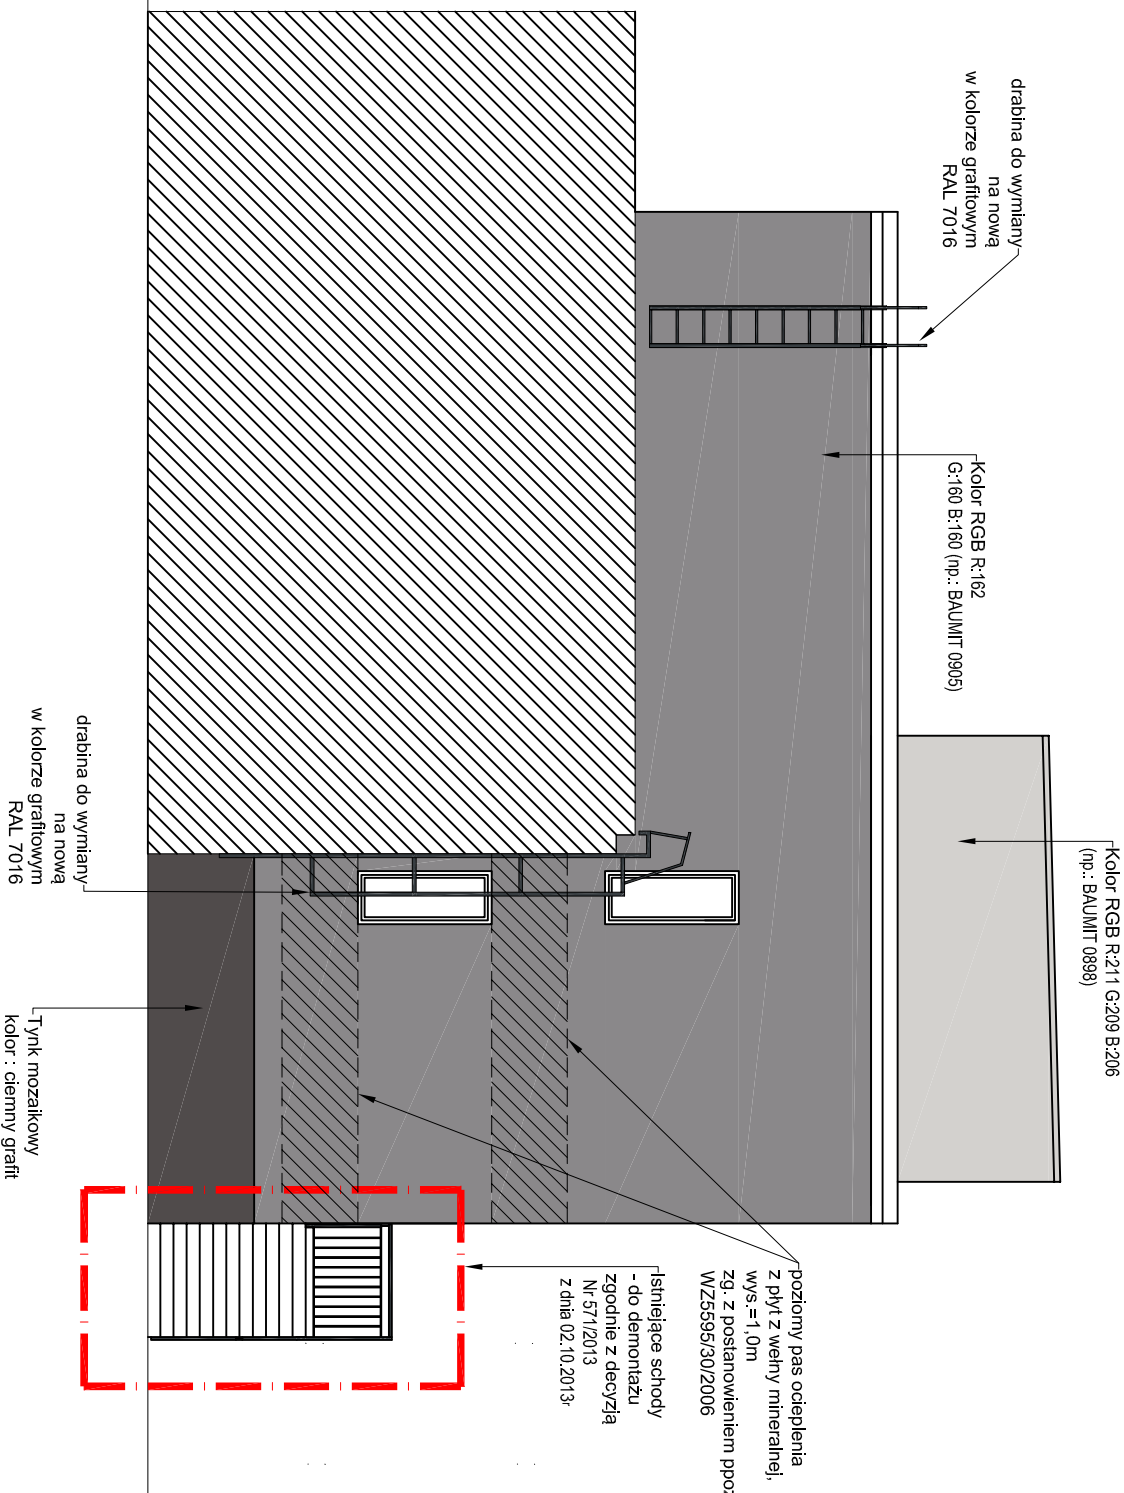 drabina do wymiany
na nową
w kolorze grafitowym
RAL 7016
Kolor RGB R:162
G:160 B:160 (np.: BAUMIT 0905)
Kolor RGB R:211 G:209 B:206
(np.: BAUMIT 0898)
poziomy pas ocieplenia
z płyt z wełny mineralnej,
wys.=1,0m
zg. z postanowieniem ppoż
WZ5595/30/2006
Istniejące schody
- do demontażu
zgodnie z decyzją
Nr 571/2013
z dnia 02.10.2013r
drabina do wymiany
na nową
w kolorze grafitowym
RAL 7016
Tynk mozaikowy
kolor : ciemny grafit